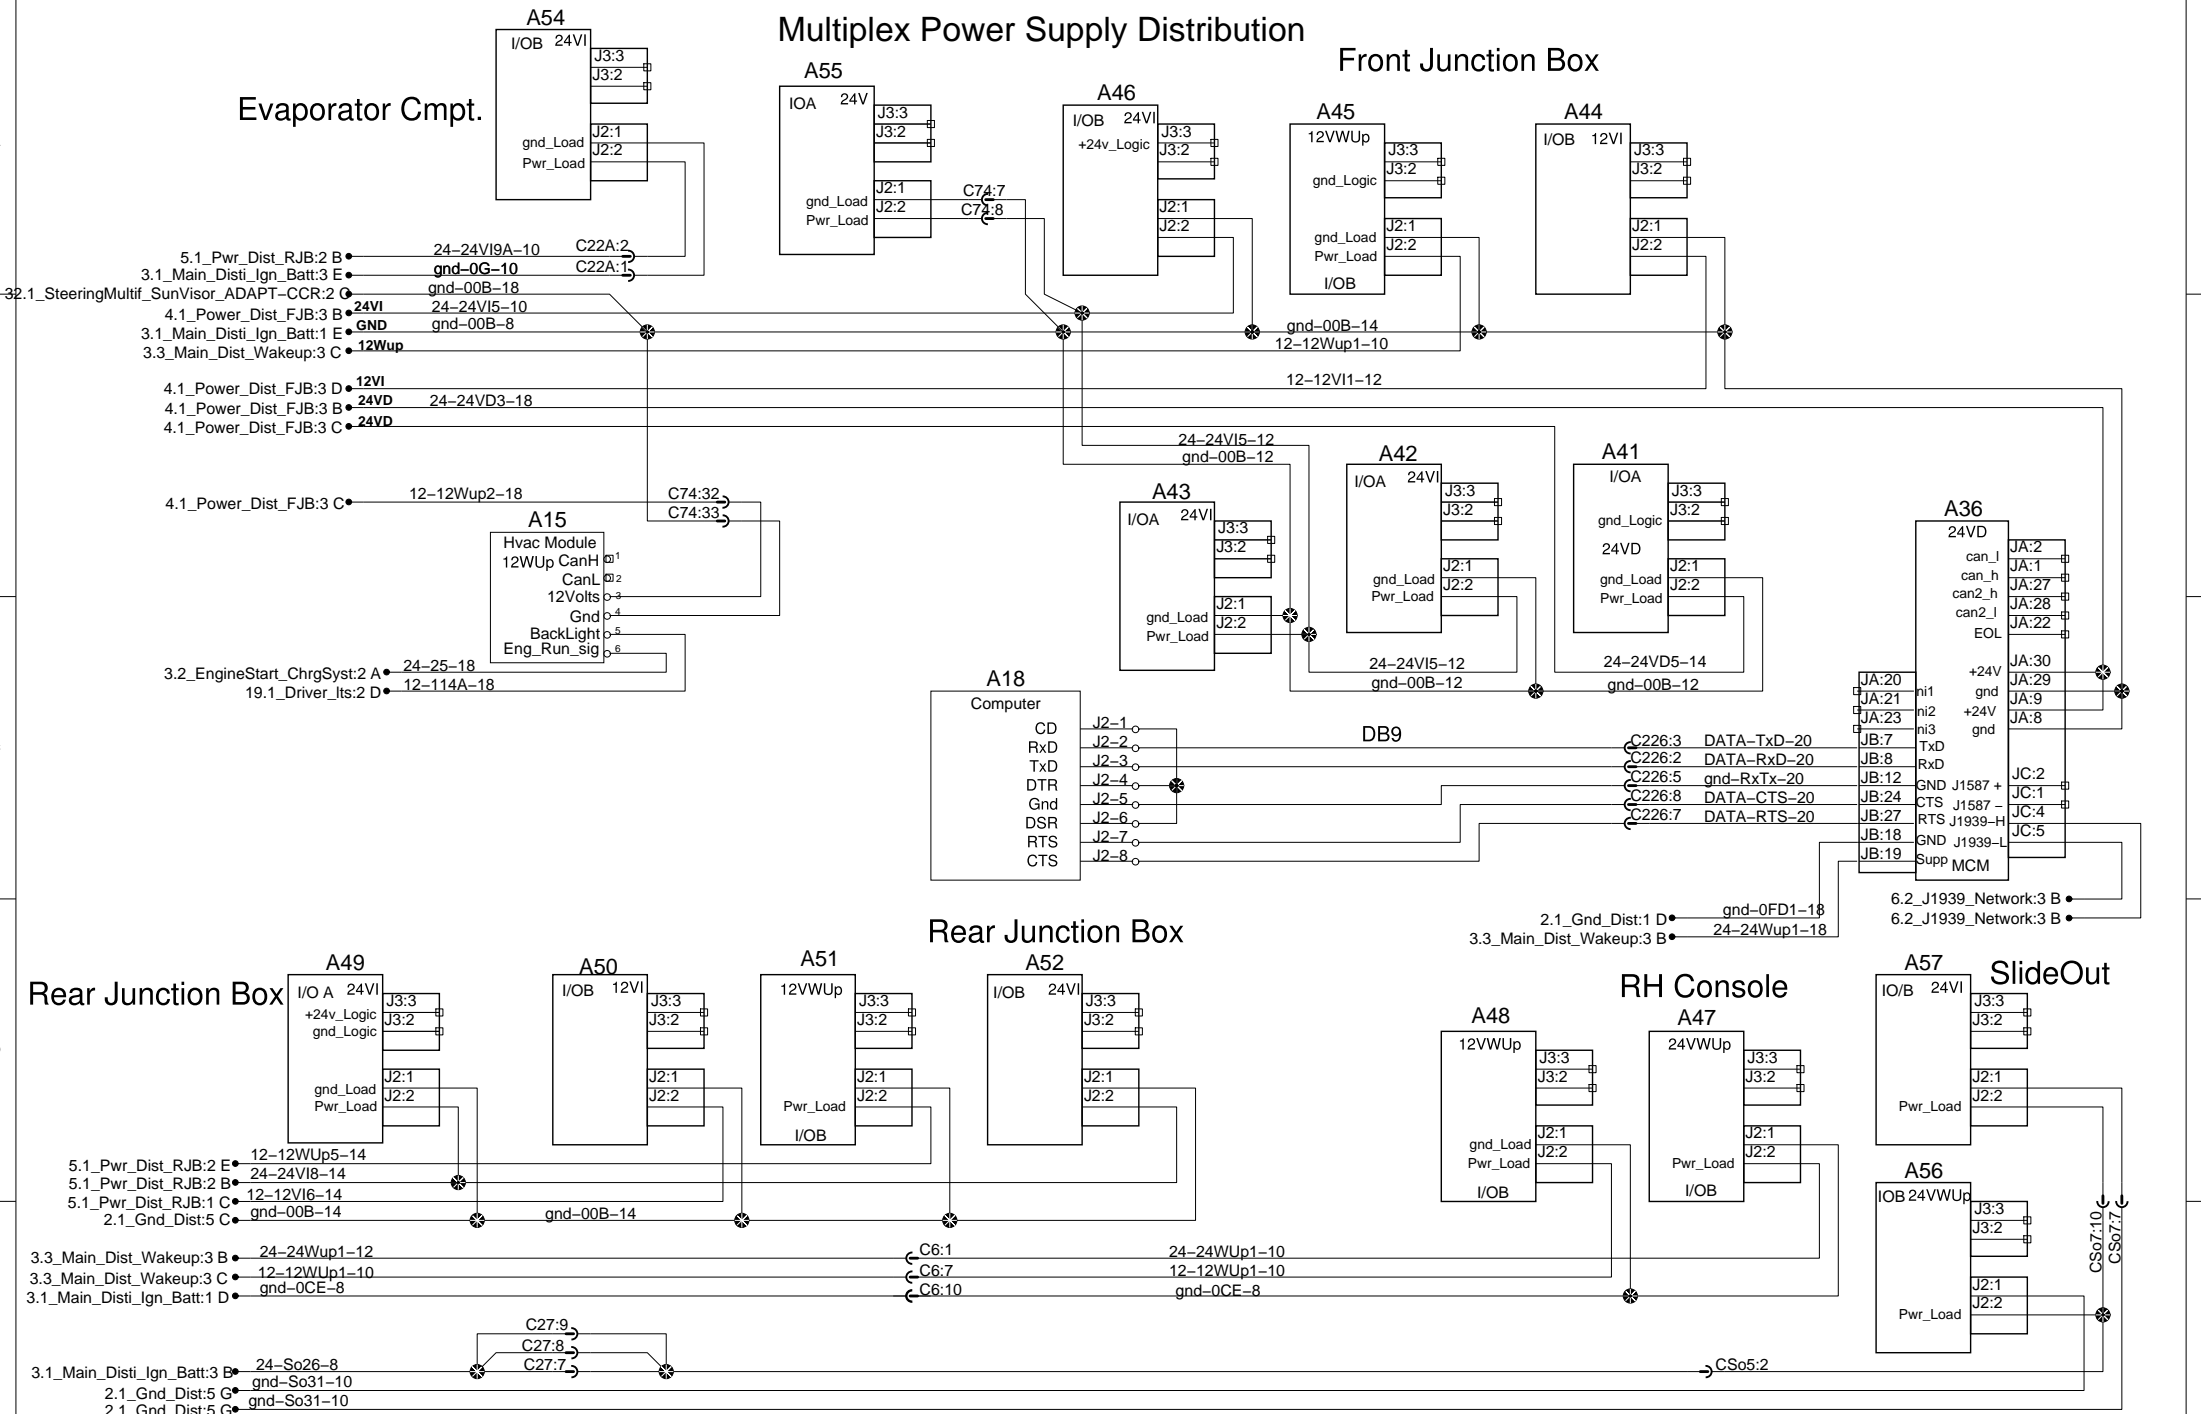 Multiplex Power Supply Distribution
Front Junction Box
Evaporator Cmpt.
A54
I/OB 24VI
J3:3
J3:2
J2:1
gnd_Load
J2:2
Pwr_Load
A55
IOA 24V
J3:3
J3:2
J2:1
gnd_Load
J2:2
Pwr_Load
C74:7
C74:8
A46
I/OB 24VI
+24v_Logic
J3:3
J3:2
J2:1
J2:2
A45
12VWUp
J3:3
J3:2
gnd_Logic
J2:1
gnd_Load
J2:2
Pwr_Load
I/OB
A44
I/OB 12VI
J3:3
J3:2
J2:1
J2:2
5.1_Pwr_Dist_RJB:2 B 24-24VI9A-10 C22A:2
3.1_Main_Disti_Ign_Batt:3 E gnd-0G-10 C22A:1
32.1_SteeringMultif_SunVisor_ADAPT-CCR:2 C gnd-00B-18
4.1_Power_Dist_FJB:3 B 24VI 24-24VI5-10
3.1_Main_Disti_Ign_Batt:1 E GND gnd-00B-8 gnd-00B-14
3.3_Main_Dist_Wakeup:3 C 12Wup 12-12Wup1-10
4.1_Power_Dist_FJB:3 D 12VI 12-12VI1-12
4.1_Power_Dist_FJB:3 B 24VD 24-24VD3-18
4.1_Power_Dist_FJB:3 C 24VD
24-24VI5-12
gnd-00B-12
4.1_Power_Dist_FJB:3 C 12-12Wup2-18 C74:32
C74:33
A15
Hvac Module
12WUp CanH 1
CanL 2
12Volts 3
Gnd 4
BackLight 5
Eng_Run_sig 6
3.2_EngineStart_ChrgSyst:2 A 24-25-18
19.1_Driver_lts:2 D 12-114A-18
A43
I/OA 24VI
J3:3
J3:2
J2:1
gnd_Load
J2:2
Pwr_Load
A42
I/OA 24VI
J3:3
J3:2
J2:1
gnd_Load
J2:2
Pwr_Load
24-24VI5-12
gnd-00B-12
A41
I/OA
J3:3
J3:2
gnd_Logic
24VD
J2:1
gnd_Load
J2:2
Pwr_Load
24-24VD5-14
gnd-00B-12
A36
24VD
can_l JA:2
can_h JA:1
can2_h JA:27
can2_l JA:28
EOL JA:22
+24V JA:30
gnd JA:29
+24V JA:9
gnd JA:8
JA:20 ni1
JA:21 ni2
JA:23 ni3
JB:7 TxD
JB:8 RxD
JB:12 GND J1587 + JC:2
JB:24 CTS J1587 - JC:1
JB:27 RTS J1939-H JC:4
JB:18 GND J1939-L JC:5
JB:19 Supp MCM
A18
Computer
CD J2-1
RxD J2-2
TxD J2-3
DTR J2-4
Gnd J2-5
DSR J2-6
RTS J2-7
CTS J2-8
DB9
C226:3 DATA-TxD-20
C226:2 DATA-RxD-20
C226:5 gnd-RxTx-20
C226:8 DATA-CTS-20
C226:7 DATA-RTS-20
6.2_J1939_Network:3 B
6.2_J1939_Network:3 B
2.1_Gnd_Dist:1 D gnd-0FD1-18
3.3_Main_Dist_Wakeup:3 B 24-24Wup1-18
Rear Junction Box
Rear Junction Box
A49
I/O A 24VI
+24v_Logic
gnd_Logic
J3:3
J3:2
J2:1
gnd_Load
J2:2
Pwr_Load
A50
I/OB 12VI
J3:3
J3:2
J2:1
J2:2
A51
12VWUp
J3:3
J3:2
J2:1
J2:2
Pwr_Load
I/OB
A52
I/OB 24VI
J3:3
J3:2
J2:1
J2:2
5.1_Pwr_Dist_RJB:2 E 12-12WUp5-14
5.1_Pwr_Dist_RJB:2 B 24-24VI8-14
5.1_Pwr_Dist_RJB:1 C 12-12VI6-14
2.1_Gnd_Dist:5 C gnd-00B-14 gnd-00B-14
RH Console
A48
12VWUp
J3:3
J3:2
J2:1
gnd_Load
J2:2
Pwr_Load
I/OB
A47
24VWUp
J3:3
J3:2
J2:1
J2:2
Pwr_Load
I/OB
SlideOut
A57
IO/B 24VI
J3:3
J3:2
J2:1
J2:2
Pwr_Load
A56
IOB 24VWUp
J3:3
J3:2
J2:1
J2:2
Pwr_Load
CSo7:10
CSo7:7
3.3_Main_Dist_Wakeup:3 B 24-24Wup1-12 C6:1 24-24WUp1-10
3.3_Main_Dist_Wakeup:3 C 12-12WUp1-10 C6:7 12-12WUp1-10
3.1_Main_Disti_Ign_Batt:1 D gnd-0CE-8 C6:10 gnd-0CE-8
C27:9
C27:8
3.1_Main_Disti_Ign_Batt:3 B 24-So26-8 C27:7 CSo5:2
2.1_Gnd_Dist:5 G gnd-So31-10
2.1_Gnd_Dist:5 G gnd-So31-10